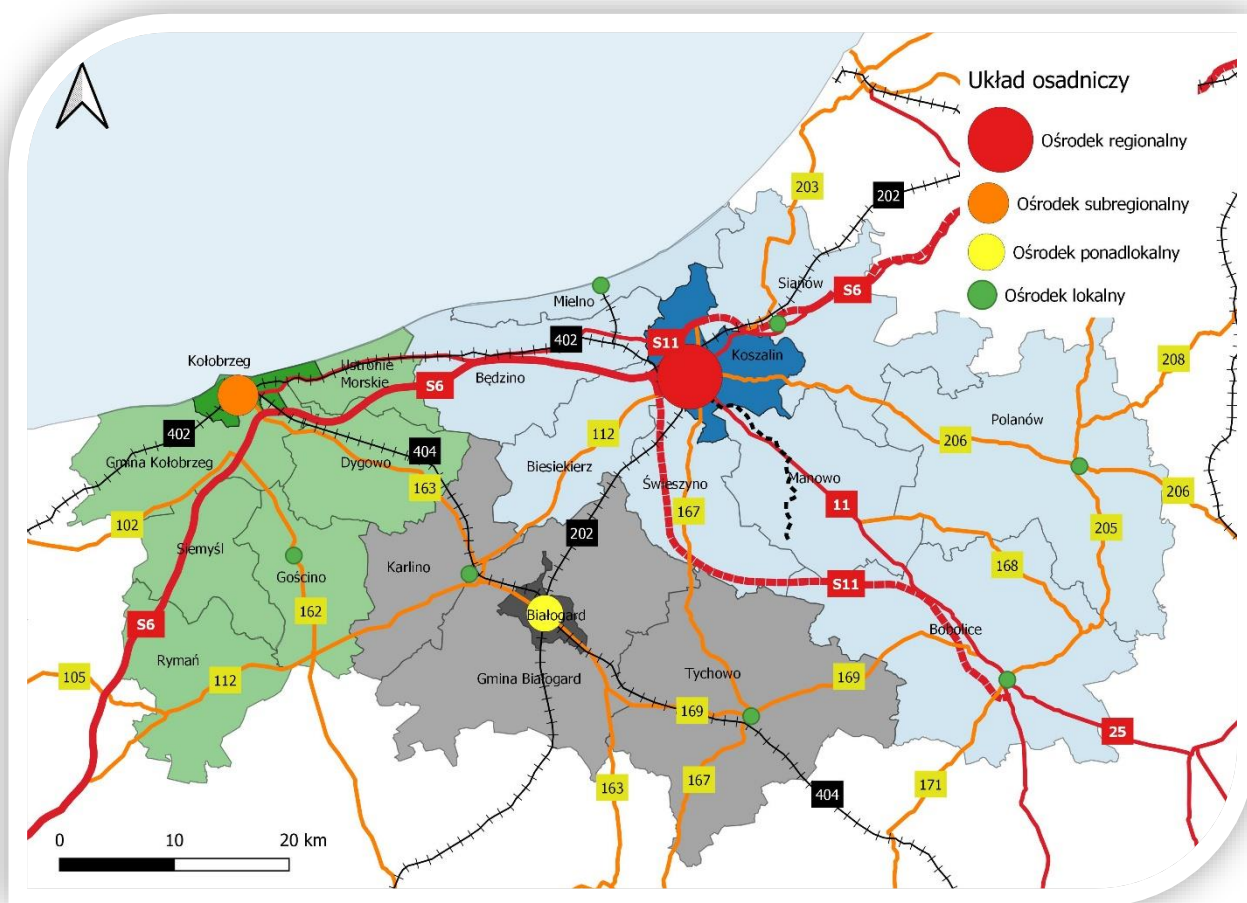 Układ osadniczy
Ośrodek regionalny
Ośrodek subregionalny
Ośrodek ponadlokalny
Ośrodek lokalny
203
202
Sianów
S6
Mielno
S11
Koszalin
402
Kołobrzeg
Ustronie
Morskie
Będzino
S6
208
Polanów
206
112
402
404
Gmina Kołobrzeg
Dygowo
163
Biesiekierz
Świeszyno
167
Manowo
11
206
205
102
202
Siemyśl
Gościno
Karlino
168
S11
162
S6
Białogard
Bobolice
Rymań
105
112
Gmina Białogard
Tychowo
169
169
25
163
167
404
171
0
10
20 km